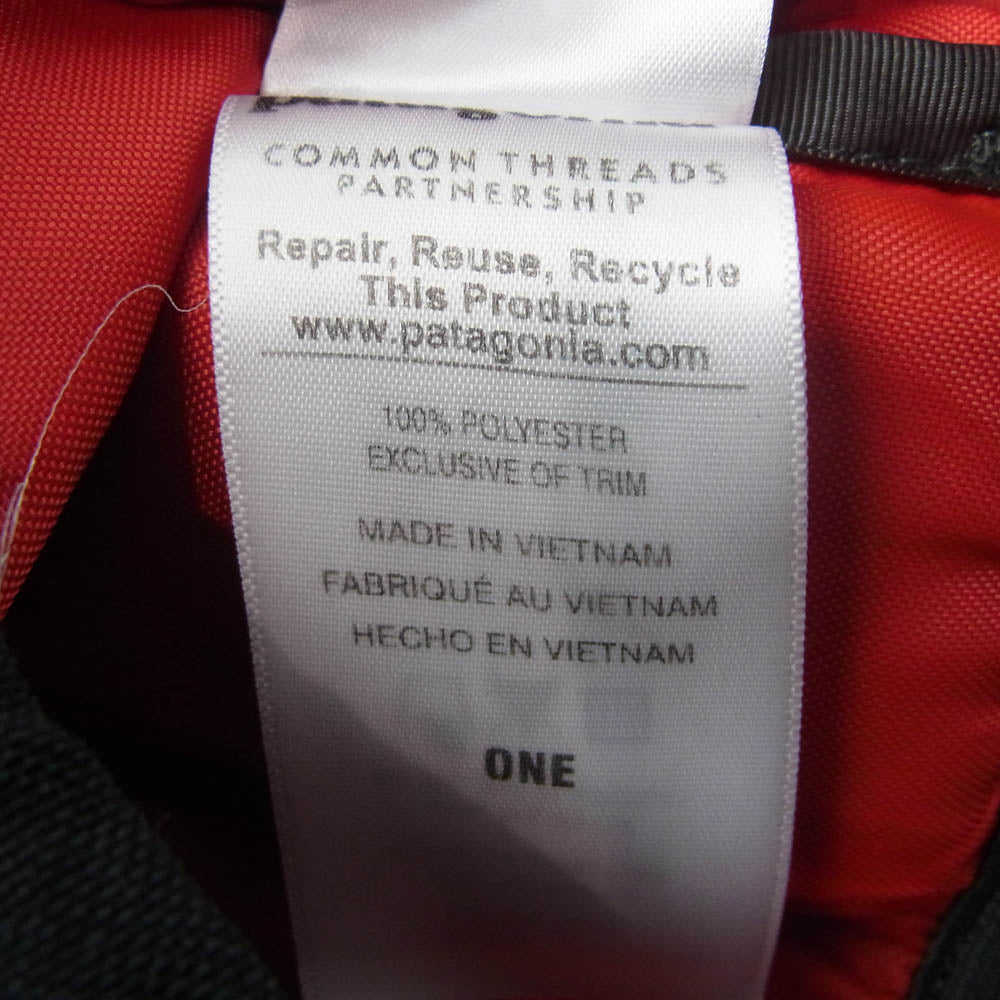 patagonia
COMMON THREADS
PARTNERSHIP
Repair, Reuse, Recycle
This Product
www.patagonia.com
100% POLYESTER
EXCLUSIVE OF TRIM
MADE IN VIETNAM
FABRIQUÉ AU VIETNAM
HECHO EN VIETNAM
ONE